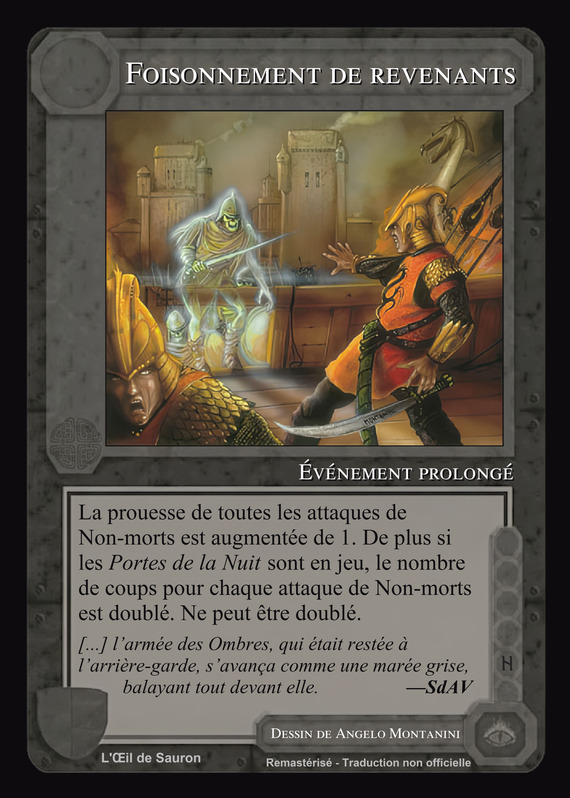 Foisonnement de revenants
Événement prolongé
La prouesse de toutes les attaques de
Non-morts est augmentée de 1. De plus si
les Portes de la Nuit sont en jeu, le nombre
de coups pour chaque attaque de Non-morts
est doublé. Ne peut être doublé.
[...] l’armée des Ombres, qui était restée à
l’arrière-garde, s’avança comme une marée grise,
balayant tout devant elle. —SdAV
Dessin de Angelo Montanini
L'Œil de Sauron
Remastérisé - Traduction non officielle